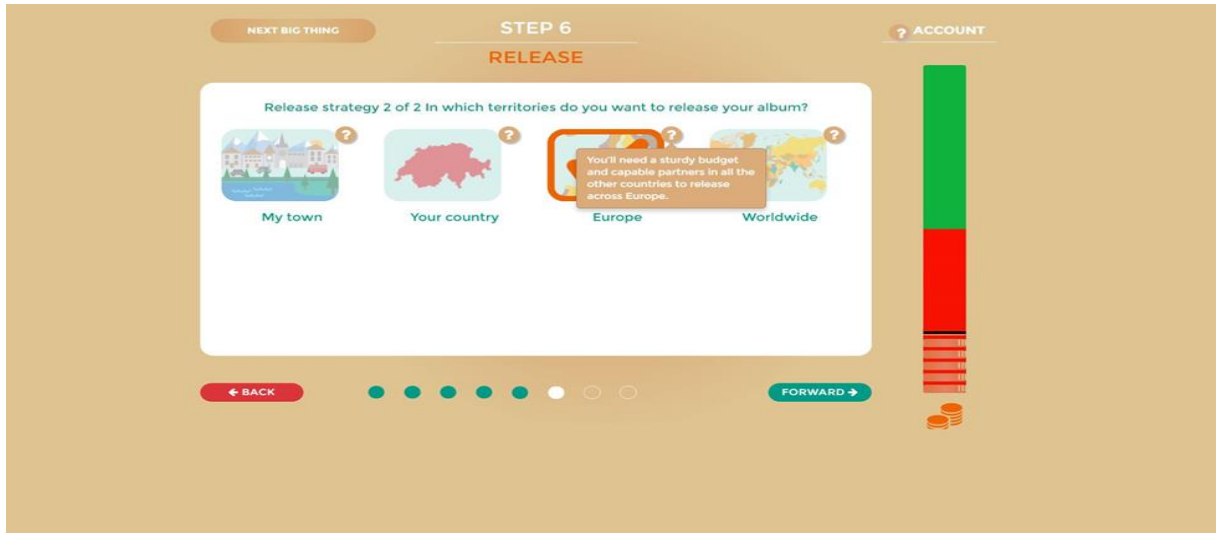 NEXT BIG THING
STEP 6
? ACCOUNT
RELEASE
Release strategy 2 of 2 In which territories do you want to release your album?
? ? ? ?
You'll need a sturdy budget
and capable partners in all the
other countries to release
across Europe.
My town Your country Europe Worldwide
← BACK
FORWARD →